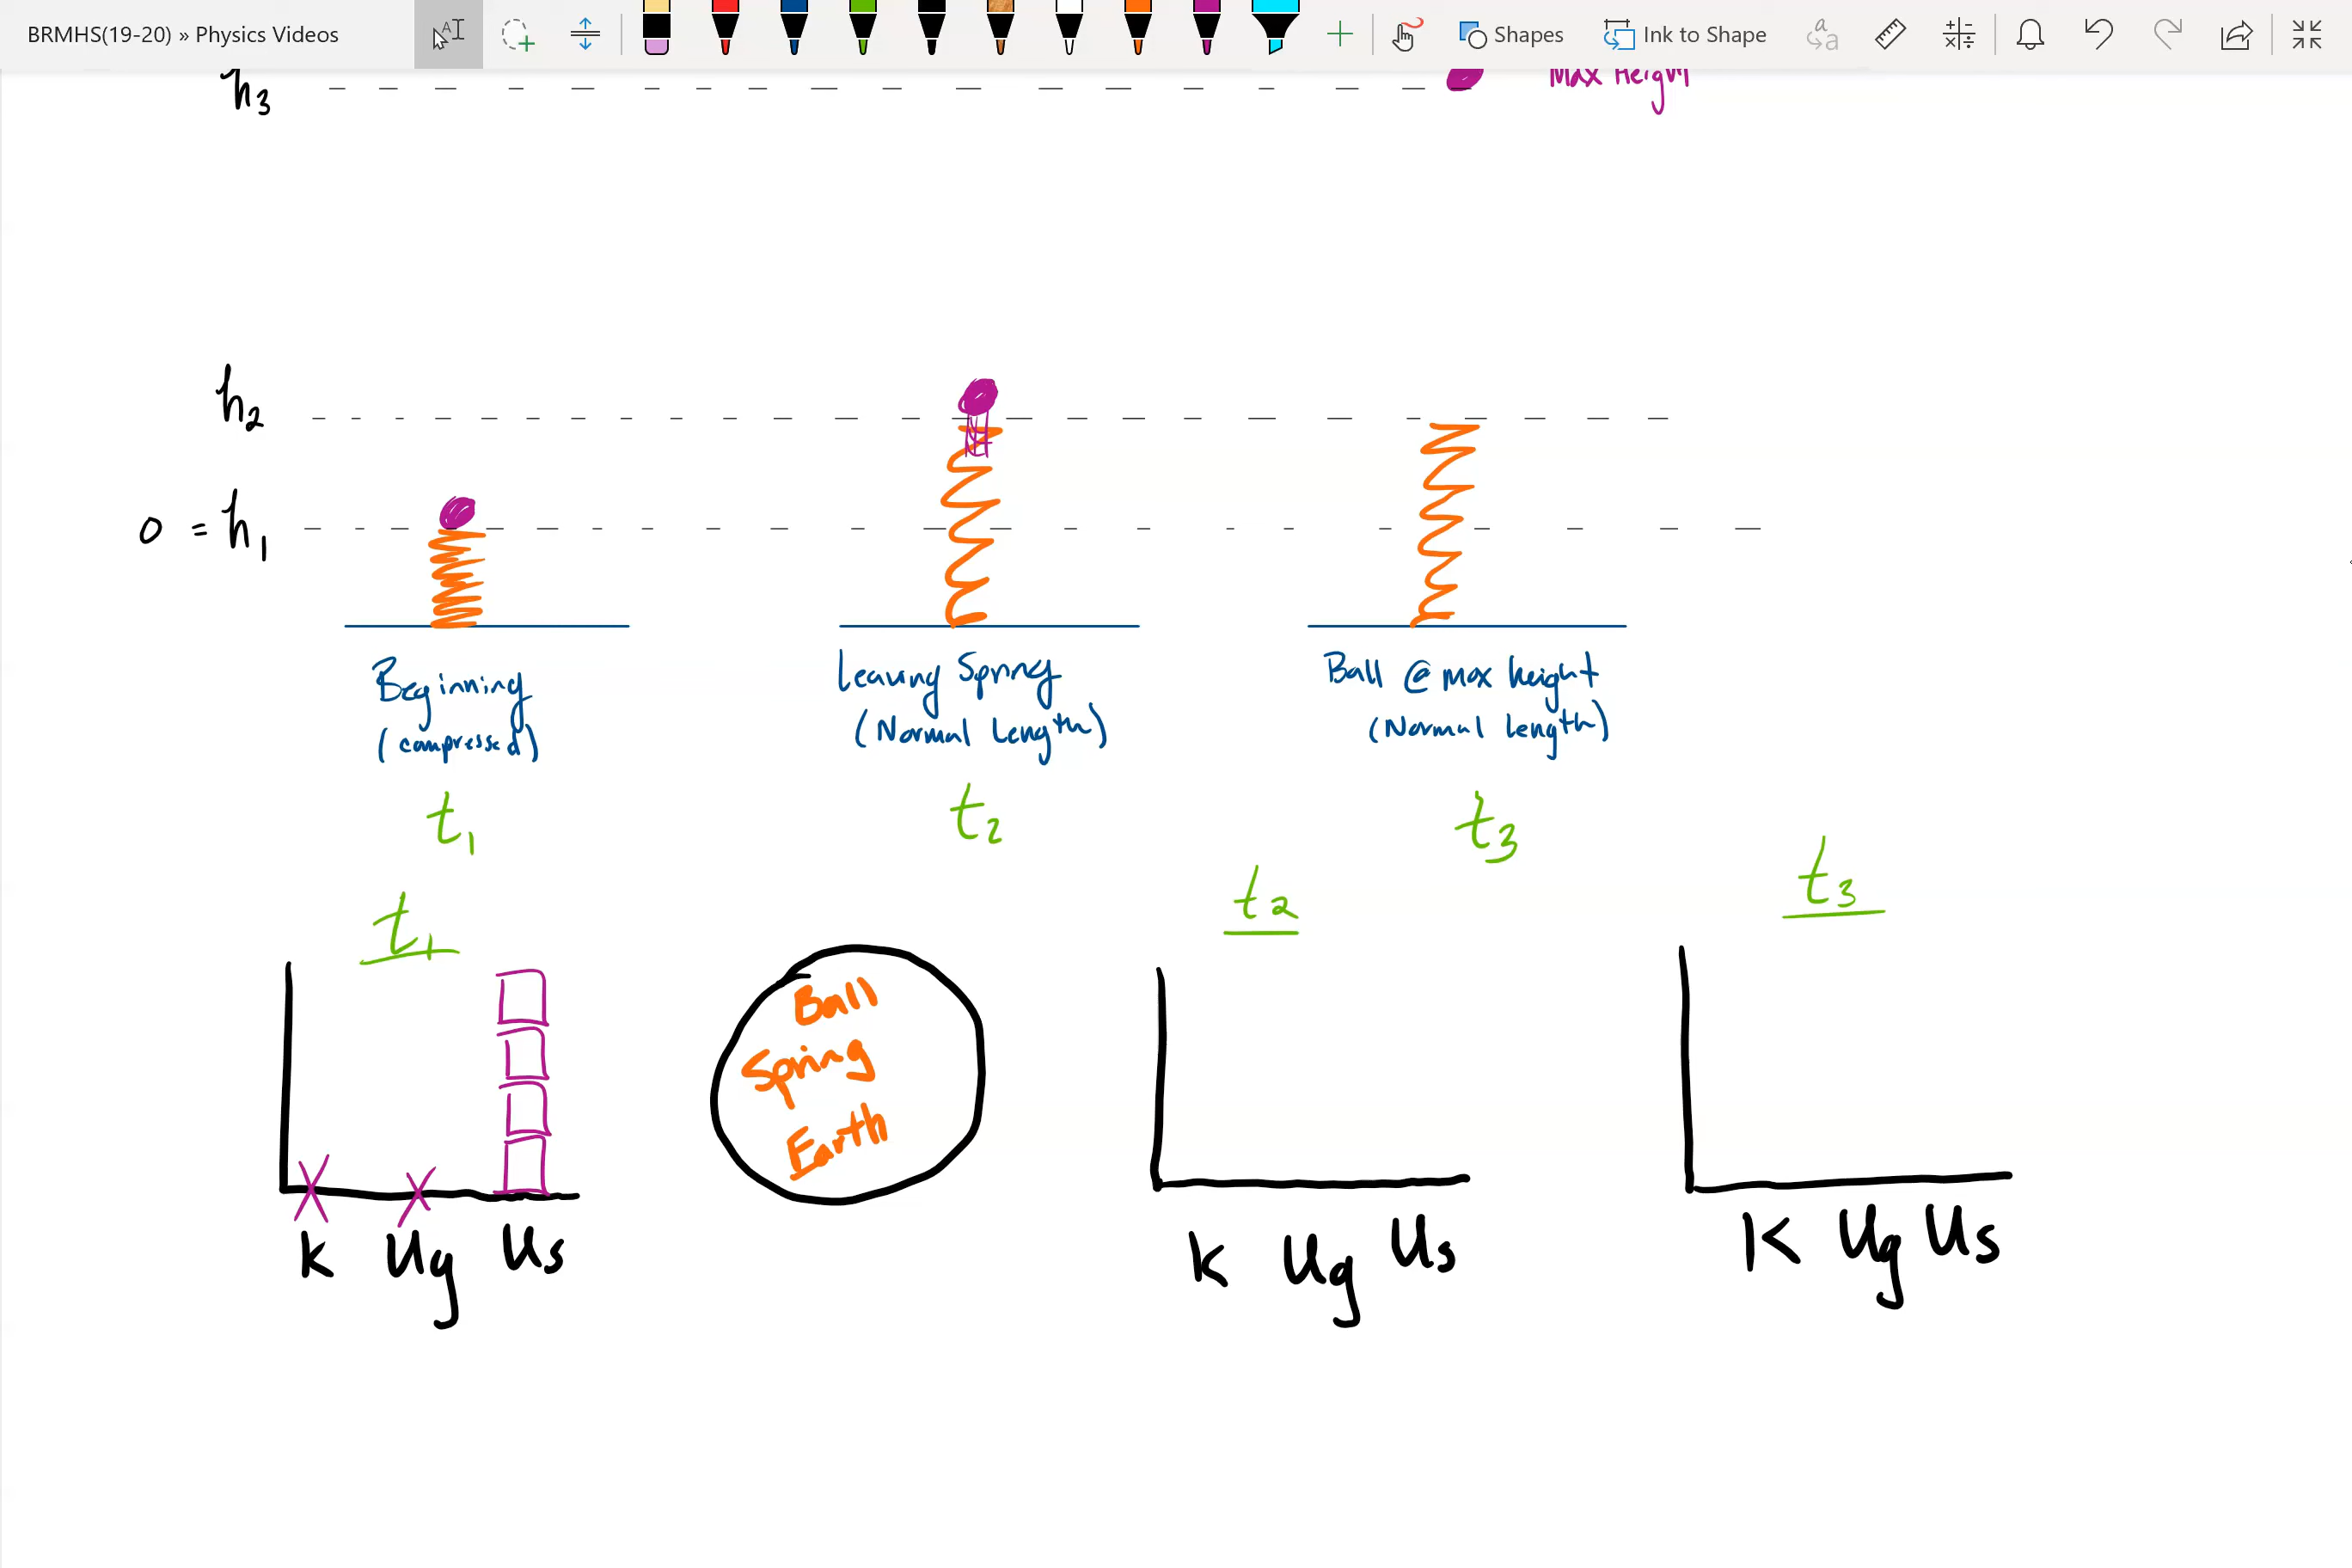 BRMHS(19-20) » Physics Videos
Shapes
Ink to Shape
h3
Max Height
h2
0 = h1
Beginning
(compressed)
Leaving Spring
(Normal Length)
Ball @ max height
(Normal Length)
t1
t2
t3
t1
t2
t3
Ball
Spring
Earth
K Ug Us
K Ug Us
K Ug Us